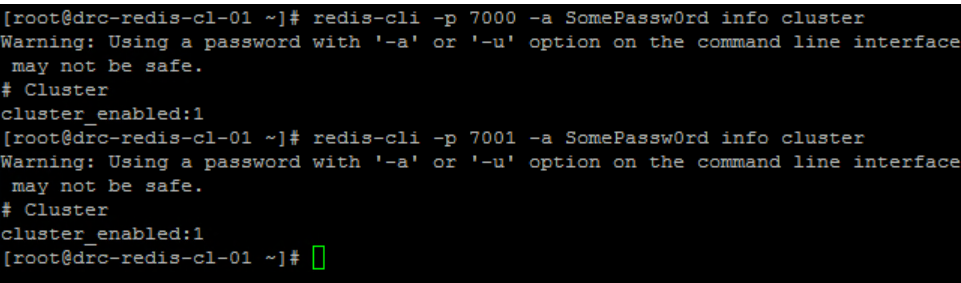 [root@drc-redis-cl-01 ~]# redis-cli -p 7000 -a SomePassw0rd info cluster
Warning: Using a password with '-a' or '-u' option on the command line interface
 may not be safe.
# Cluster
cluster_enabled:1
[root@drc-redis-cl-01 ~]# redis-cli -p 7001 -a SomePassw0rd info cluster
Warning: Using a password with '-a' or '-u' option on the command line interface
 may not be safe.
# Cluster
cluster_enabled:1
[root@drc-redis-cl-01 ~]#